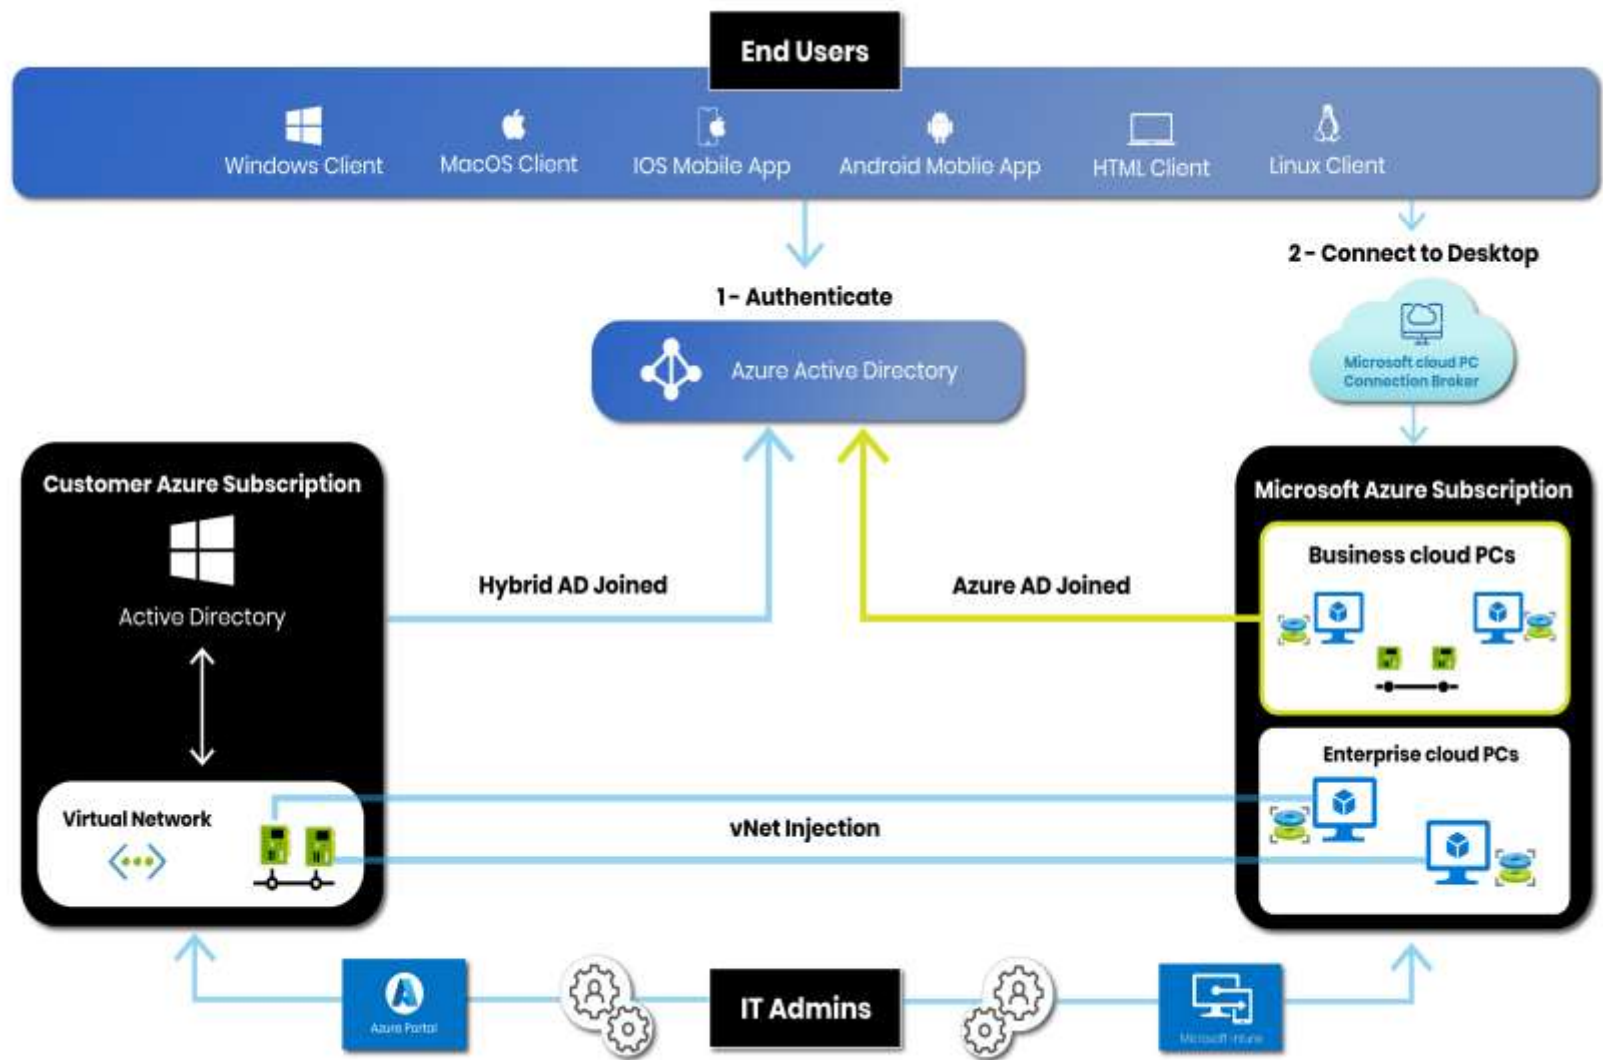 End Users
Windows Client
MacOS Client
IOS Mobile App
Android Moblie App
HTML Client
Linux Client
1 - Authenticate
2 - Connect to Desktop
Azure Active Directory
Microsoft cloud PC
Connection Broker
Customer Azure Subscription
Active Directory
Hybrid AD Joined
Azure AD Joined
Microsoft Azure Subscription
Business cloud PCs
Enterprise cloud PCs
Virtual Network
vNet Injection
IT Admins
Azure Portal
Microsoft Intune